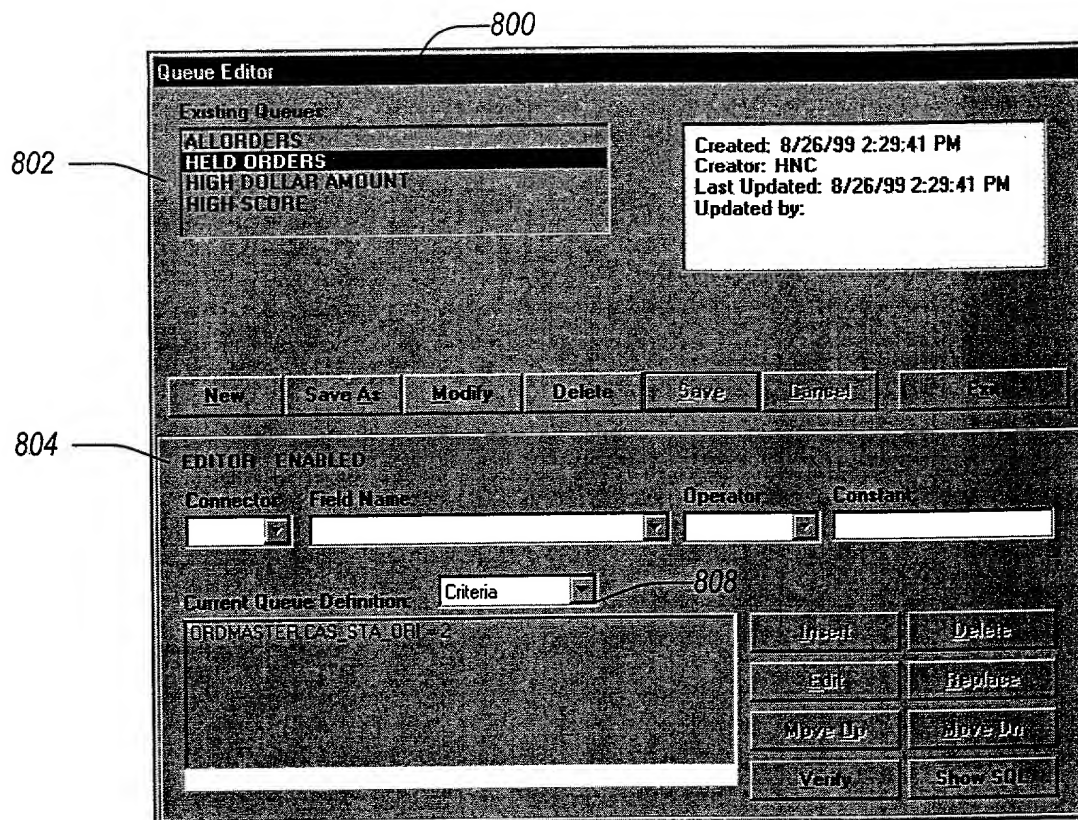 800
Queue Editor
Existing Queues:
802
ALLORDERS
HELD ORDERS
HIGH DOLLAR AMOUNT
HIGH SCORE
Created: 8/26/99 2:29:41 PM
Creator: HNC
Last Updated: 8/26/99 2:29:41 PM
Updated by:
New Save As Modify Delete Save Cancel Exit
804
EDITOR ENABLED
Connector Field Name Operator Constant
Current Queue Definition: Criteria 808
Insert Delete
Edit Replace
Move Up Move Dn
Verify Show SQL